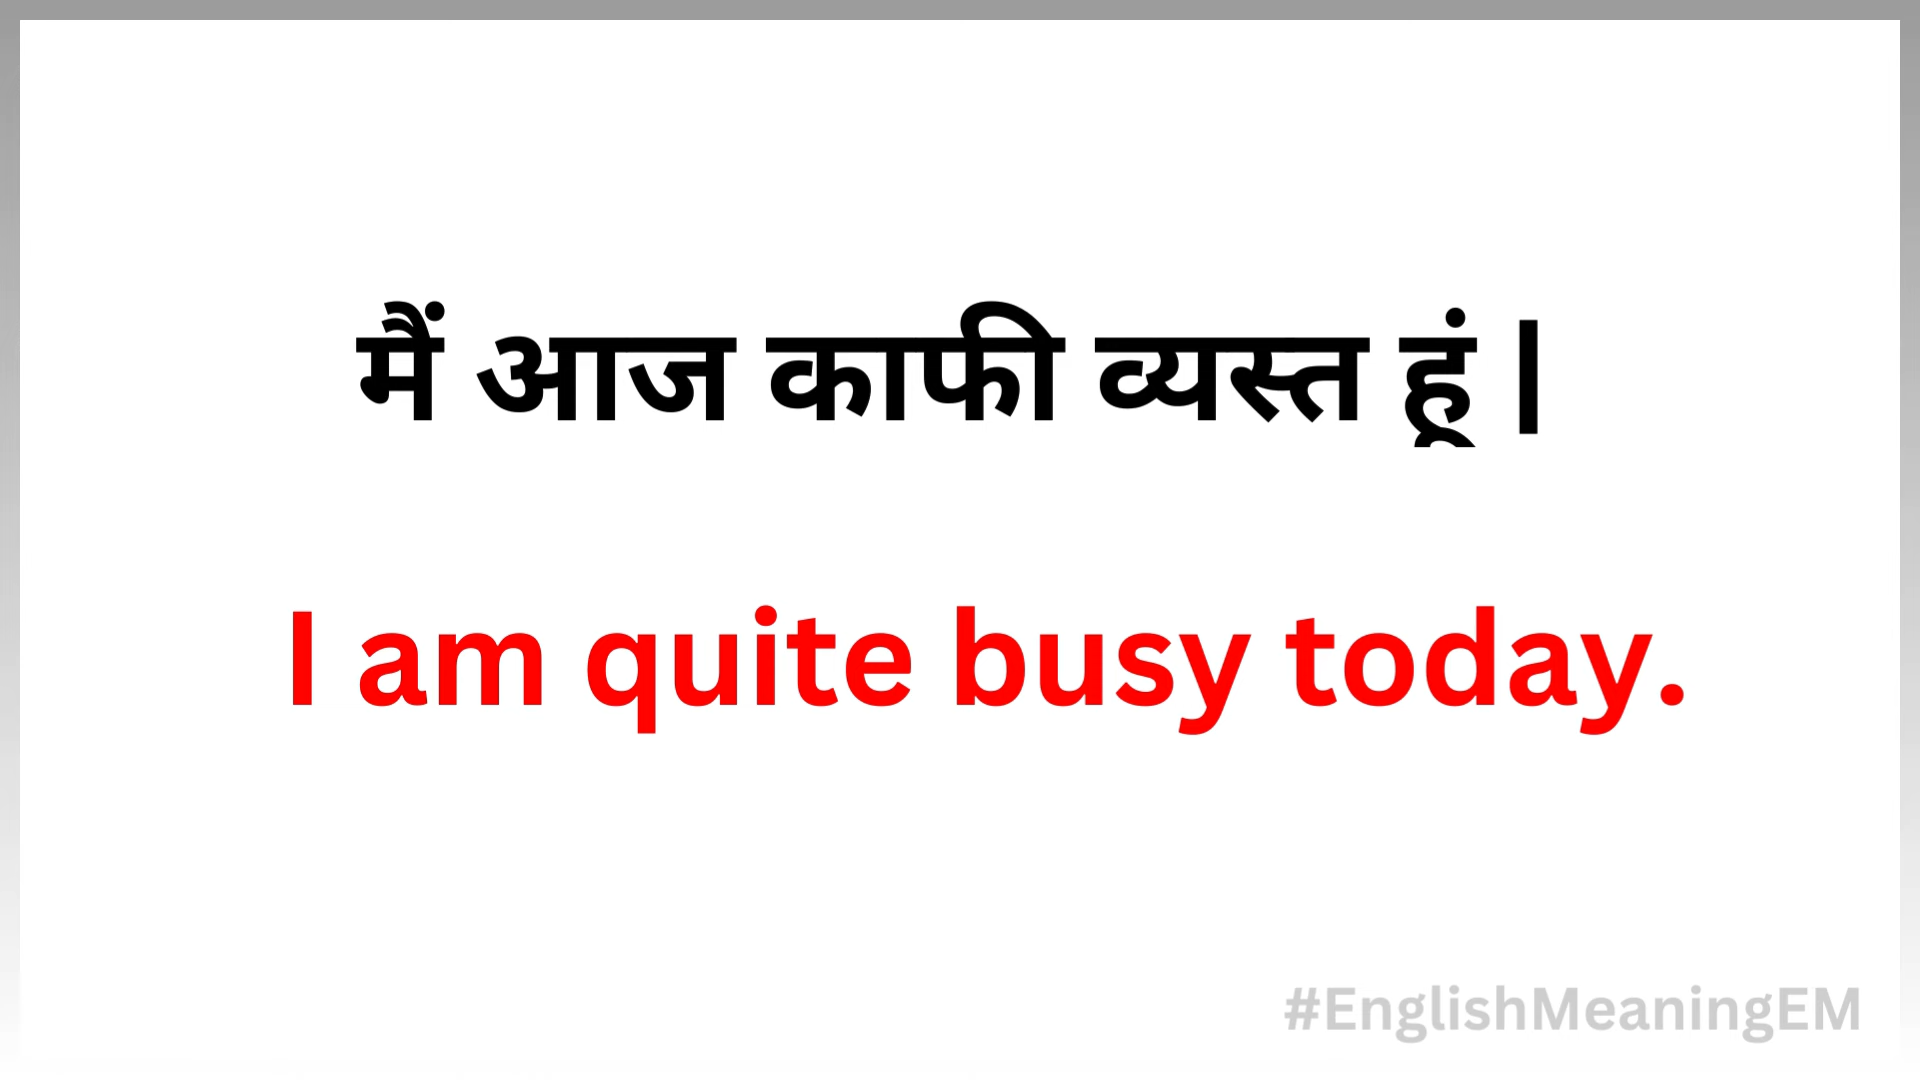 मैं आज काफी व्यस्त हूं |
I am quite busy today.
#EnglishMeaningEM